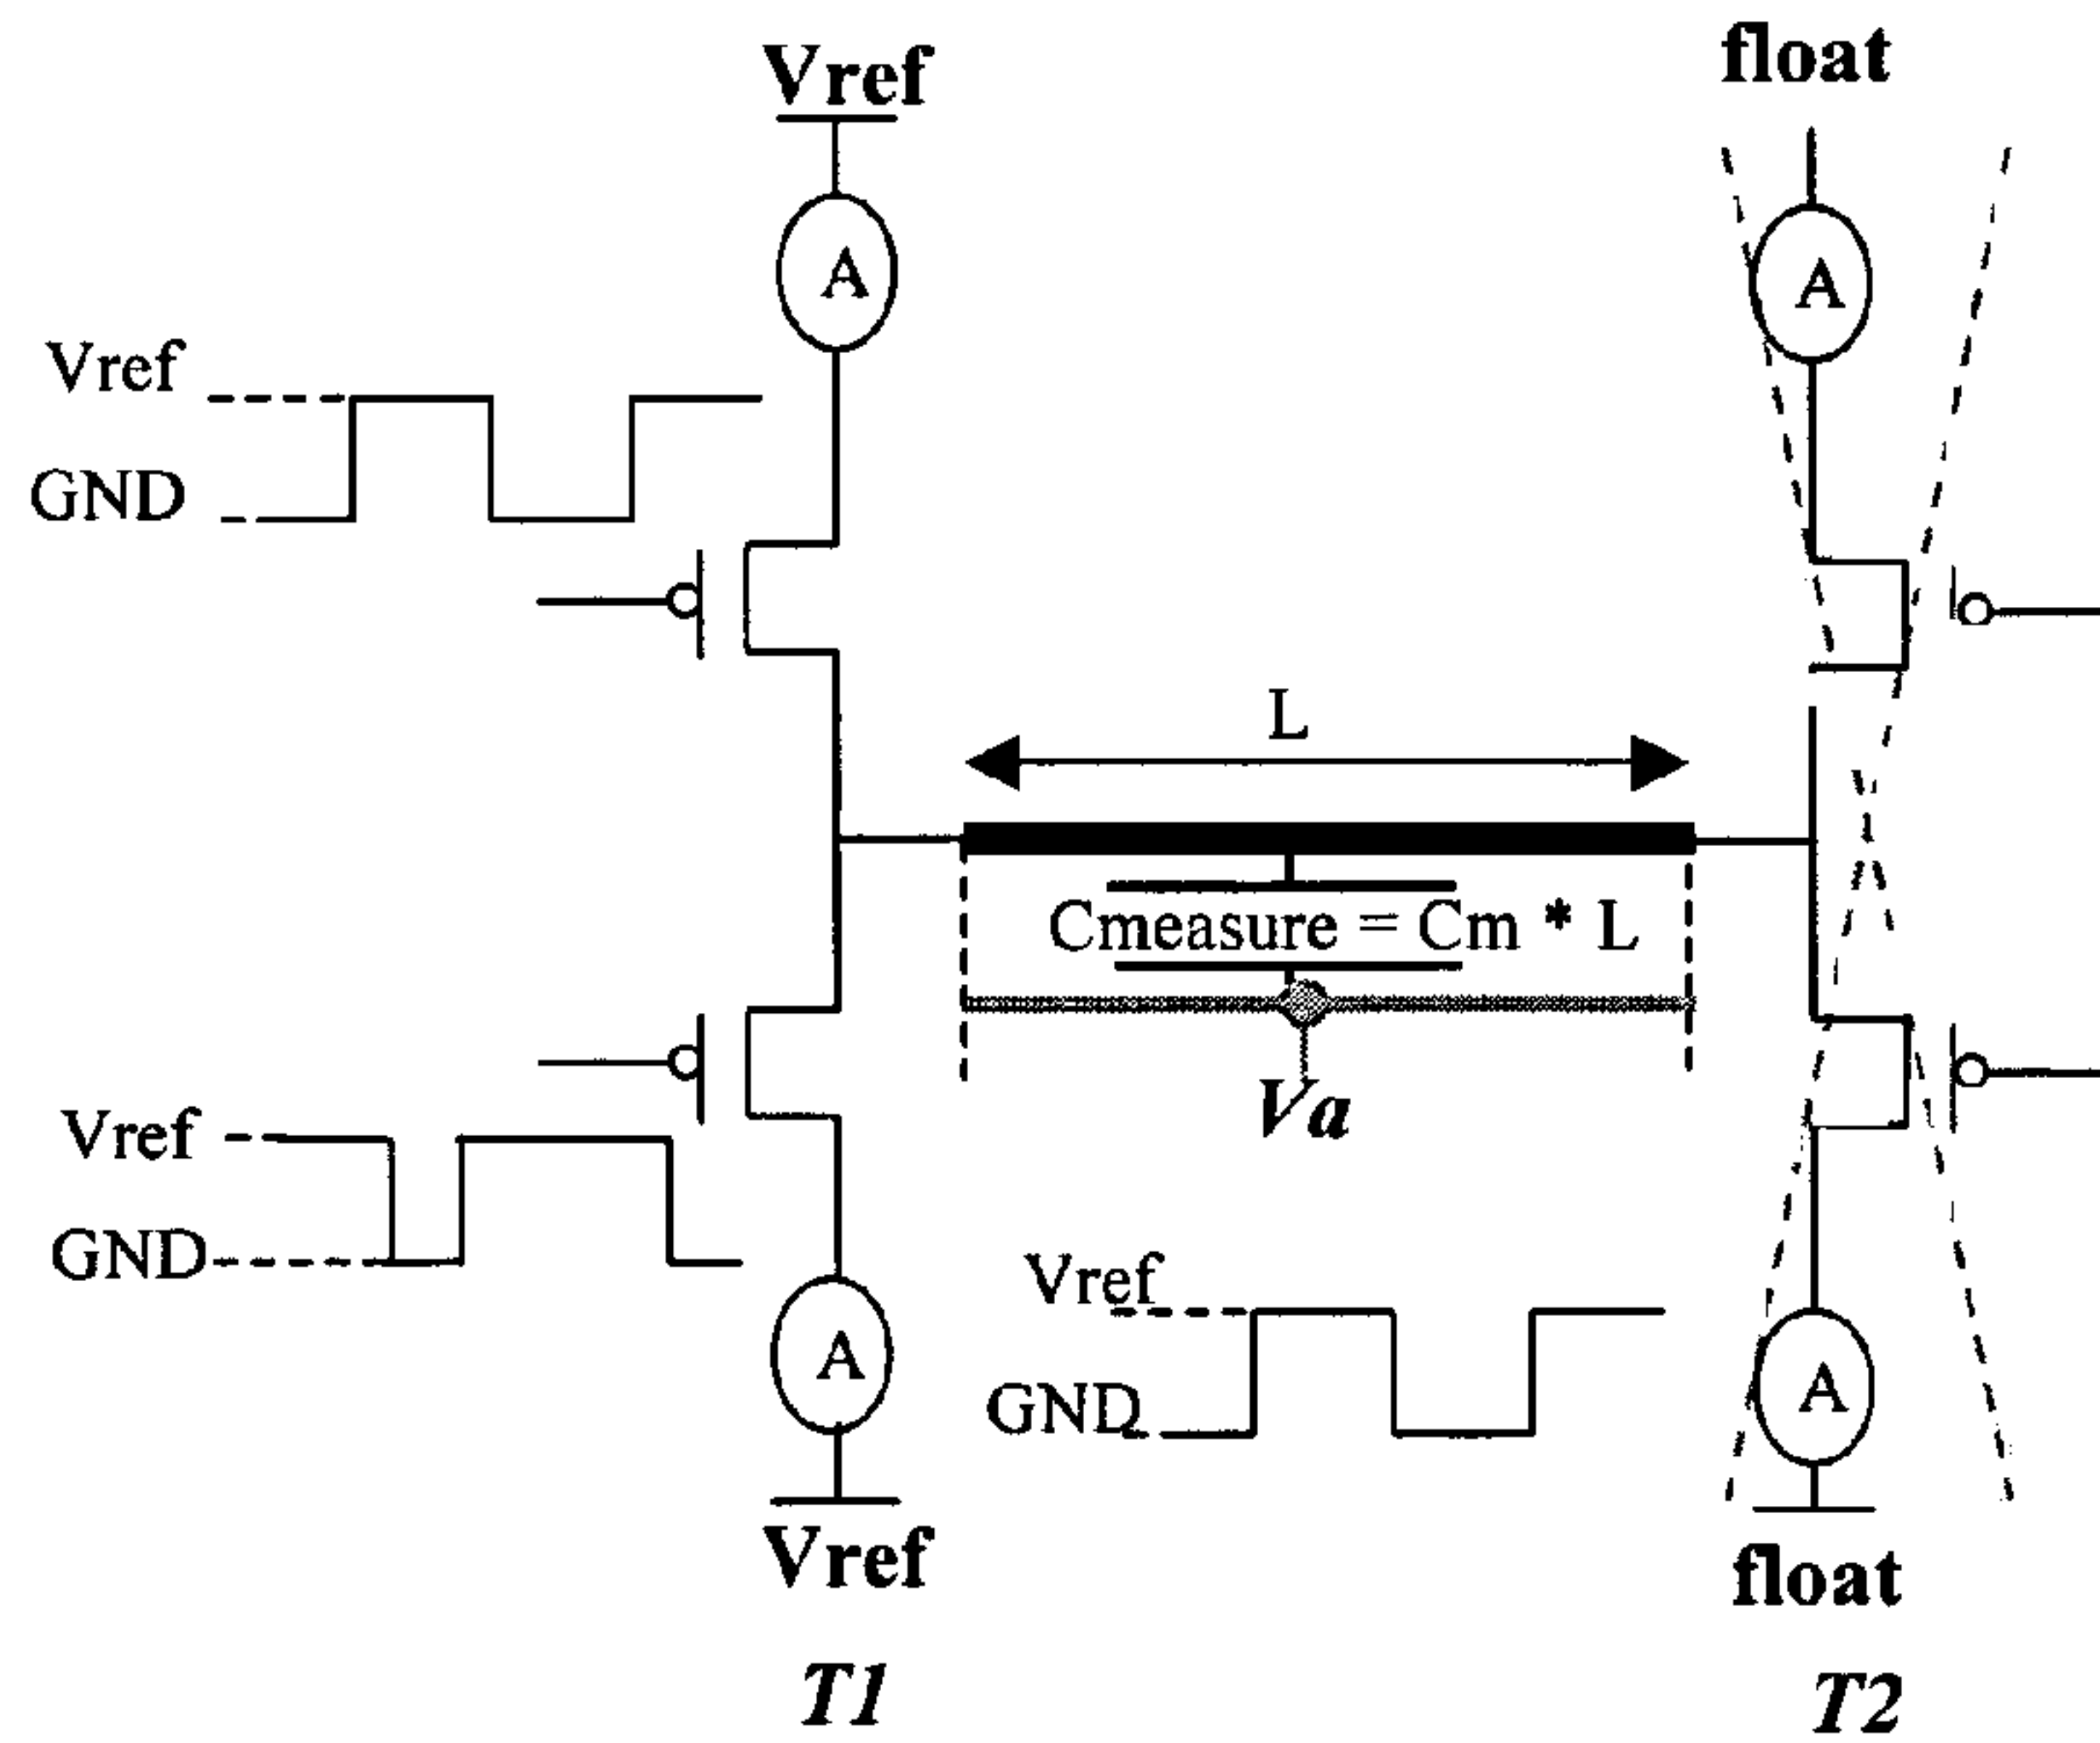 Vref
float
A
A
Vref
GND
L
Cmeasure = Cm * L
Va
Vref
GND
Vref
GND
A
A
Vref
float
T1
T2